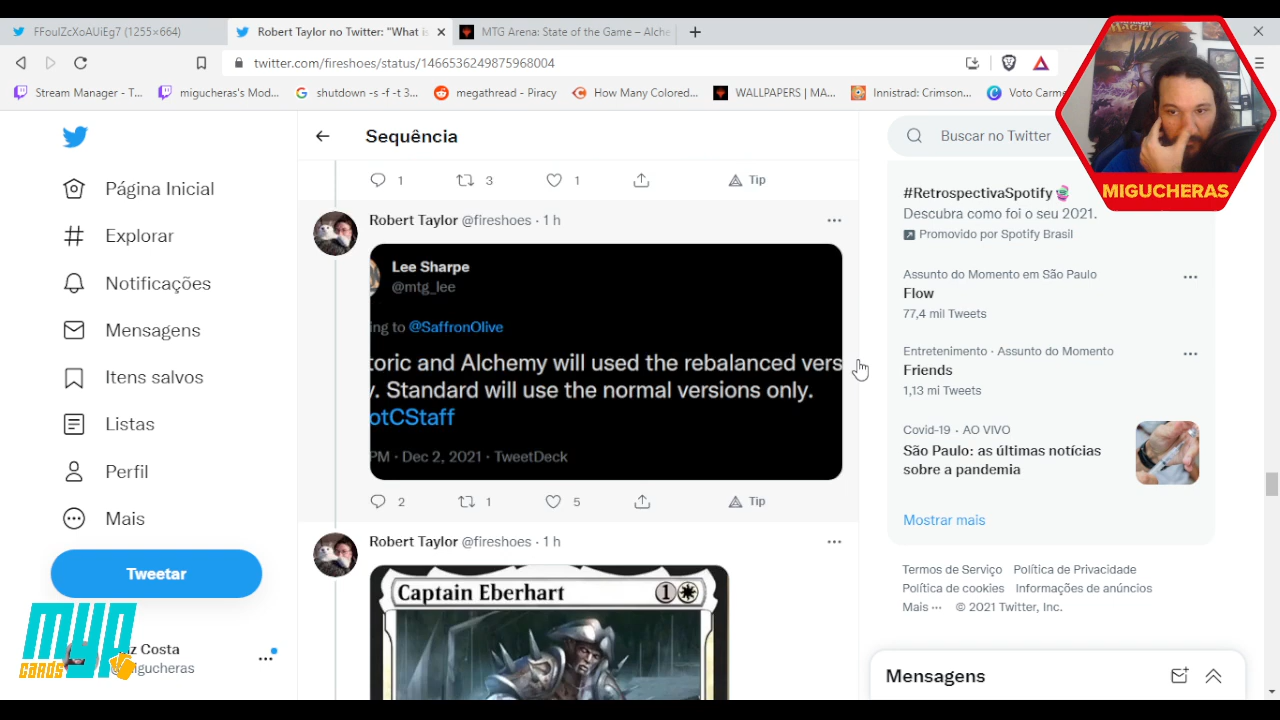 FFouIZcXoAUiEg7 (1255×664)
Robert Taylor no Twitter: "What is
MTG Arena: State of the Game – Alche
twitter.com/fireshoes/status/1466536249875968004
Stream Manager - T...
migucheras's Mod...
shutdown -s -f -t 3...
megathread - Piracy
How Many Colored...
WALLPAPERS | MA...
Innistrad: Crimson...
Voto Carme
MIGUCHERAS
Página Inicial
Explorar
Notificações
Mensagens
Itens salvos
Listas
Perfil
Mais
Tweetar
MYP
CARDS
iz Costa
igucheras
Sequência
1
3
1
Tip
Robert Taylor @fireshoes · 1 h
Lee Sharpe
@mtg_lee
ing to @SaffronOlive
toric and Alchemy will used the rebalanced vers
. Standard will use the normal versions only.
otCStaff
PM · Dec 2, 2021 · TweetDeck
2
1
5
Tip
Robert Taylor @fireshoes · 1 h
Captain Eberhart
1
Buscar no Twitter
#RetrospectivaSpotify
Descubra como foi o seu 2021.
Promovido por Spotify Brasil
Assunto do Momento em São Paulo
Flow
77,4 mil Tweets
Entretenimento · Assunto do Momento
Friends
1,13 mi Tweets
Covid-19 · AO VIVO
São Paulo: as últimas notícias
sobre a pandemia
Mostrar mais
Termos de Serviço Política de Privacidade
Política de cookies Informações de anúncios
Mais ··· © 2021 Twitter, Inc.
Mensagens